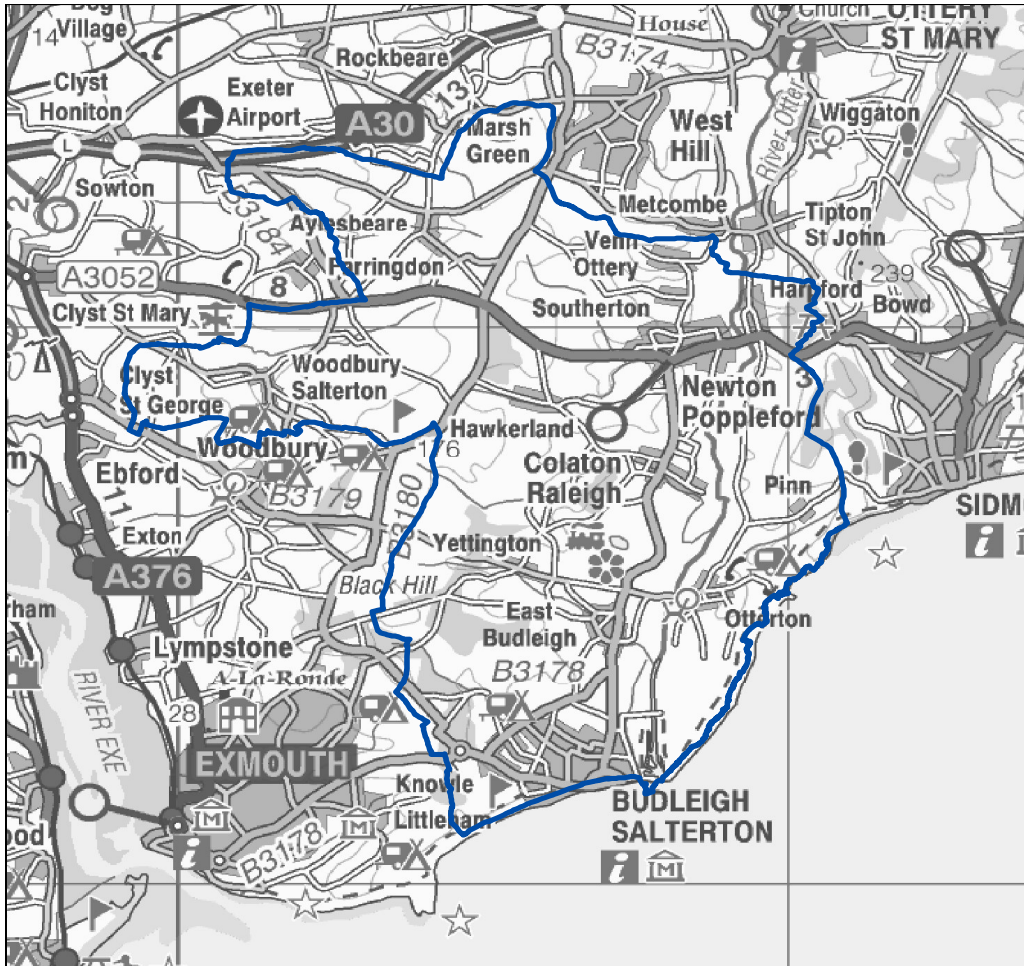 Dog
Village
14
Church
OTTERY
ST MARY
House
B3174
Rockbeare
Clyst
Honiton
Exeter
Airport
13
A30
Marsh
Green
West
Hill
River Otter
Wiggaton
L
Sowton
2
B3184
Aylesbeare
Metcombe
Tipton
St John
Venn
Ottery
239
A3052
8
Farringdon
Harpford
Bowd
Clyst St Mary
Southerton
7
Woodbury
Salterton
3
Clyst
St George
Newton
Poppleford
Hawkerland
176
Woodbury
Ebford
B3179
B3180
Colaton
Raleigh
Pinn
11
SIDM
Exton
Yettington
A376
Black Hill
East
Budleigh
Otterton
Lympstone
A-La-Ronde
B3178
RIVER EXE
28
EXMOUTH
Knowle
Littleham
BUDLEIGH
SALTERTON
B3178
M
M
M
i
i
i
i